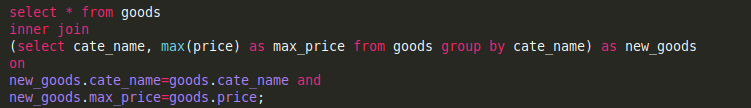 select * from goods
inner join
(select cate_name, max(price) as max_price from goods group by cate_name) as new_goods
on
new_goods.cate_name=goods.cate_name and
new_goods.max_price=goods.price;